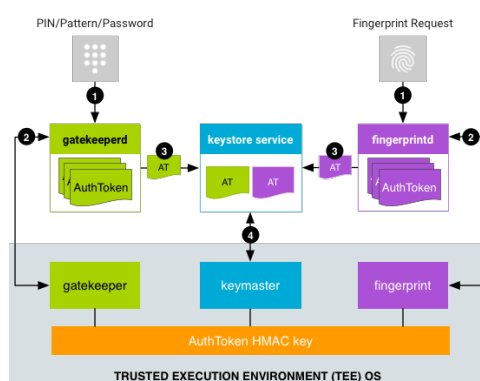 PIN/Pattern/Password
Fingerprint Request
1
1
2
gatekeeperd
3
keystore service
3
fingerprintd
2
A
A
AuthToken
AT
AT
AT
AT
A
AuthToken
4
gatekeeper
keymaster
fingerprint
AuthToken HMAC key
TRUSTED EXECUTION ENVIRONMENT (TEE) OS